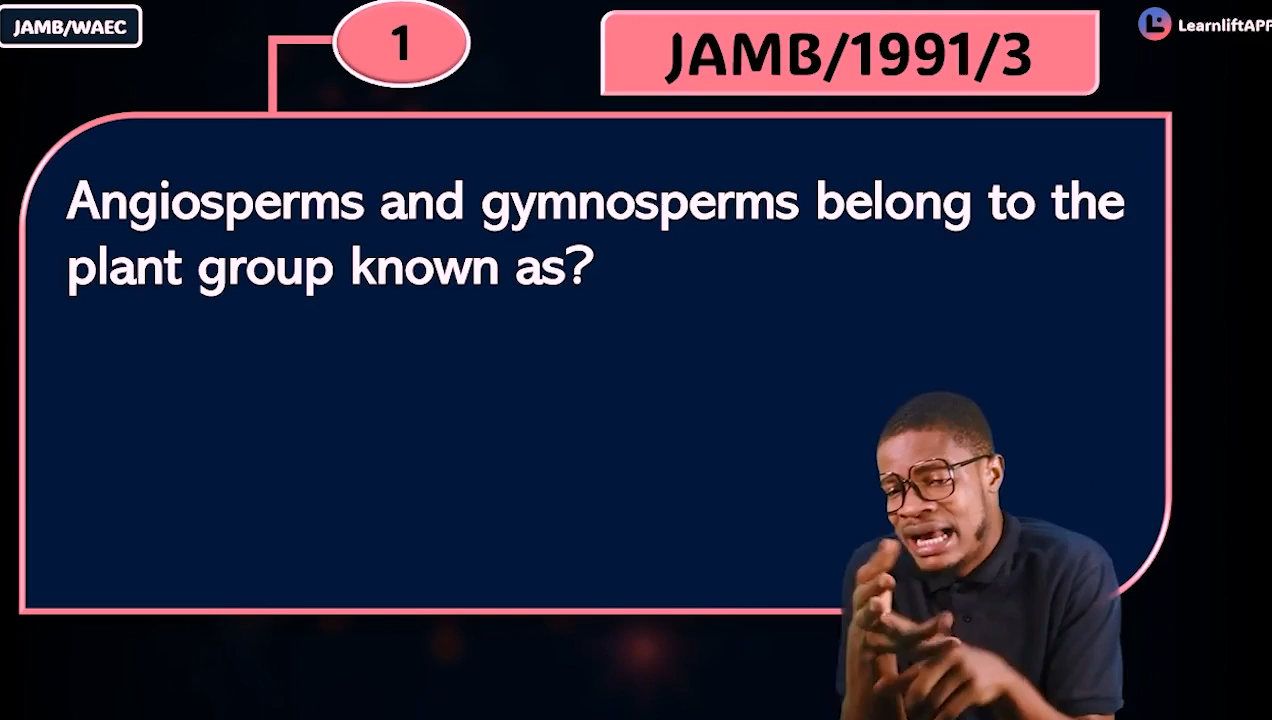 JAMB/WAEC
1
JAMB/1991/3
LearnliftAPP
Angiosperms and gymnosperms belong to the
plant group known as?